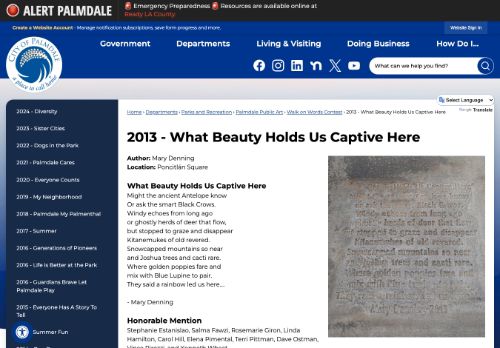 ALERT PALMDALE
🚨 Emergency Preparedness 🚨 Resources are available online at
Ready LA County.
Create a Website Account - Manage notification subscriptions, save form progress and more.
Website Sign In
CITY OF PALMDALE
a place to call home
Government
Departments
Living & Visiting
Doing Business
How Do I...
What can we help you find?
Select Language
Google Translate
Home › Departments › Parks and Recreation › Palmdale Public Art › Walk on Words Contest › 2013 - What Beauty Holds Us Captive Here
2024 - Diversity
2023 - Sister Cities
2022 - Dogs in the Park
2021 - Palmdale Cares
2020 - Everyone Counts
2019 - My Neighborhood
2018 - Palmdale My Palmenthal
2017 - Summer
2016 - Generations of Pioneers
2016 - Life is Better at the Park
2016 - Guardians Brave Let
Palmdale Play
2015 - Everyone Has A Story To
Tell
Summer Fun
2013 - What Beauty Holds Us Captive Here
Author: Mary Denning
Location: Poncitlán Square
What Beauty Holds Us Captive Here
Might the ancient Antelope know
Or ask the smart Black Crows.
Windy echoes from long ago
or ghostly herds of deer that flow,
but stopped to graze and disappear
Kitanemukes of old revered.
Snowcapped mountains so near
and Joshua trees and cacti rare.
Where golden poppies fare and
mix with Blue Lupine to pair.
They said a rainbow led us here,...
- Mary Denning
Honorable Mention
Stephanie Estanislao, Salma Fawzi, Rosemarie Giron, Linda
Hamilton, Carol Hill, Elena Pimental, Terri Pittman, Dave Ostman,